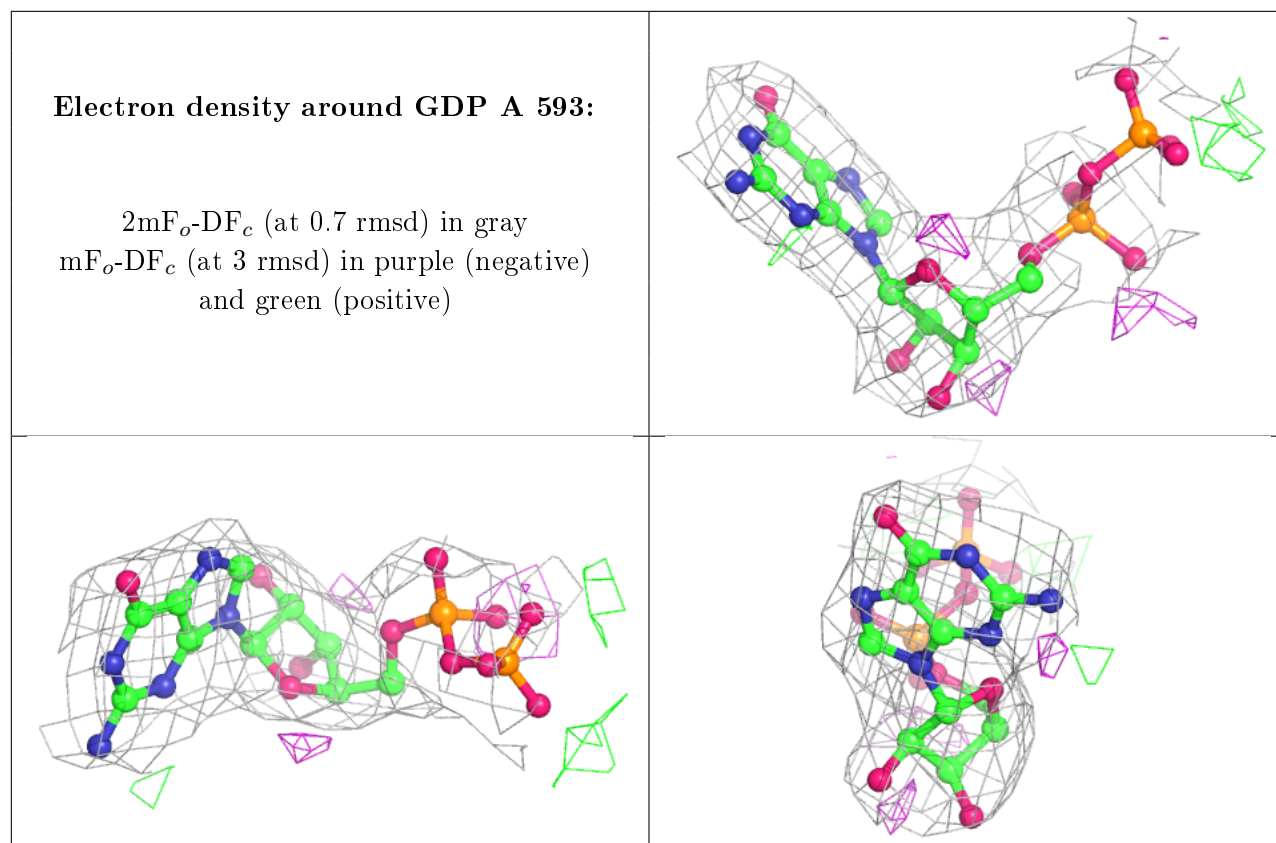 Electron density around GDP A 593:
2mFo-DFc (at 0.7 rmsd) in gray
mFo-DFc (at 3 rmsd) in purple (negative)
and green (positive)